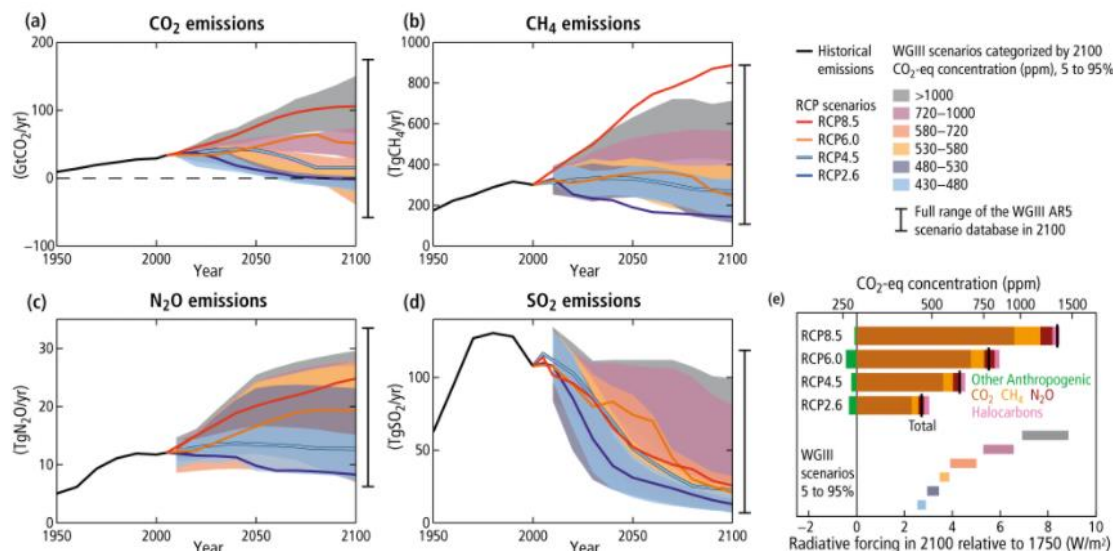 (a) CO₂ emissions
200
100
0
−100
(GtCO₂/yr)
1950 2000 2050 2100
Year
(b) CH₄ emissions
1000
800
600
400
200
0
(TgCH₄/yr)
1950 2000 2050 2100
Year
Historical
emissions
RCP scenarios
RCP8.5
RCP6.0
RCP4.5
RCP2.6
WGIII scenarios categorized by 2100
CO₂-eq concentration (ppm), 5 to 95%
>1000
720−1000
580−720
530−580
480−530
430−480
Full range of the WGIII AR5
scenario database in 2100
(c) N₂O emissions
30
20
10
0
(TgN₂O/yr)
1950 2000 2050 2100
Year
(d) SO₂ emissions
100
50
0
(TgSO₂/yr)
1950 2000 2050 2100
Year
(e)
CO₂-eq concentration (ppm)
250 500 750 1000 1500
RCP8.5
RCP6.0
RCP4.5
RCP2.6
Other Anthropogenic
CO₂ CH₄ N₂O
Halocarbons
Total
WGIII
scenarios
5 to 95%
−2 0 2 4 6 8 10
Radiative forcing in 2100 relative to 1750 (W/m²)